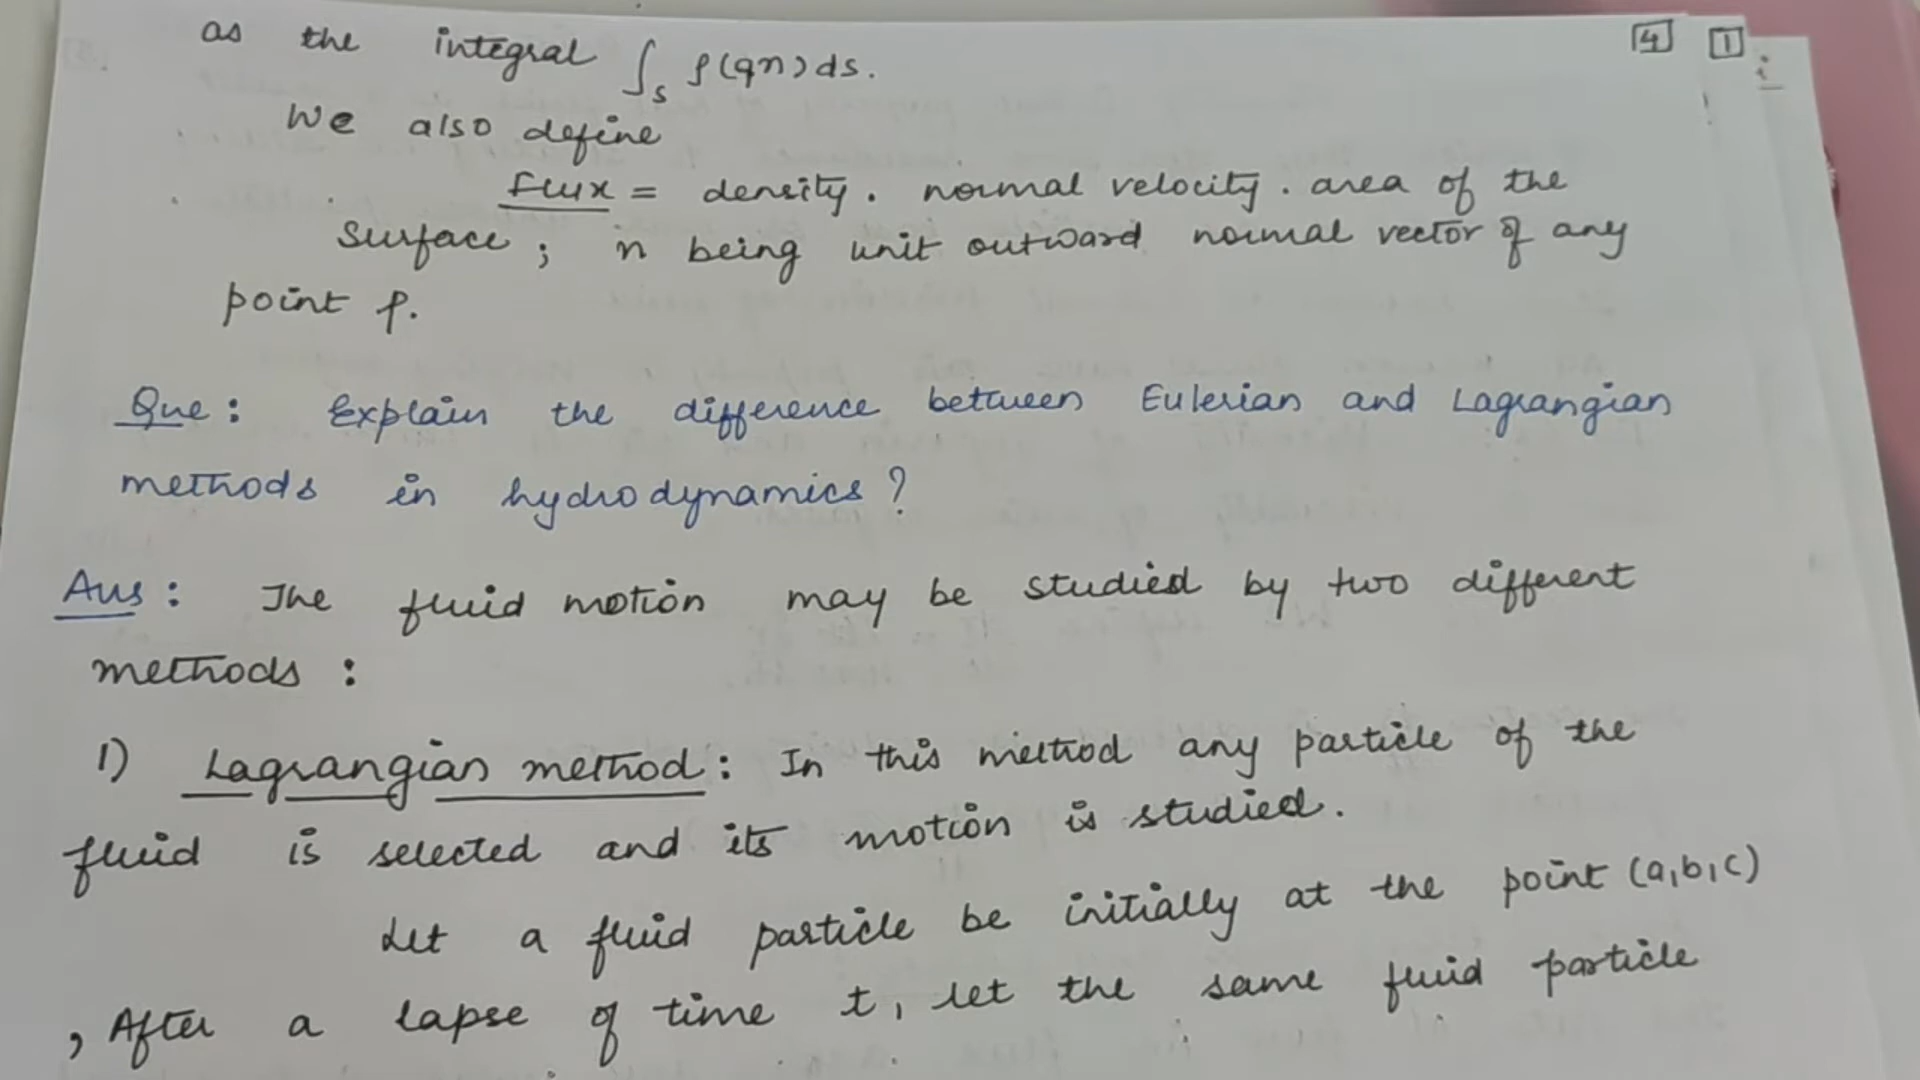 as the integral ∫s ρ(qn)ds.
4 1
We also define
Flux = density. normal velocity. area of the
surface; n being unit outward normal vector of any
point p.
Que: Explain the difference between Eulerian and Lagrangian
methods in hydrodynamics?
Ans: The fluid motion may be studied by two different
methods:
1) Lagrangian method: In this method any particle of the
fluid is selected and its motion is studied.
Let a fluid particle be initially at the point (a,b,c)
, After a lapse of time t, let the same fluid particle